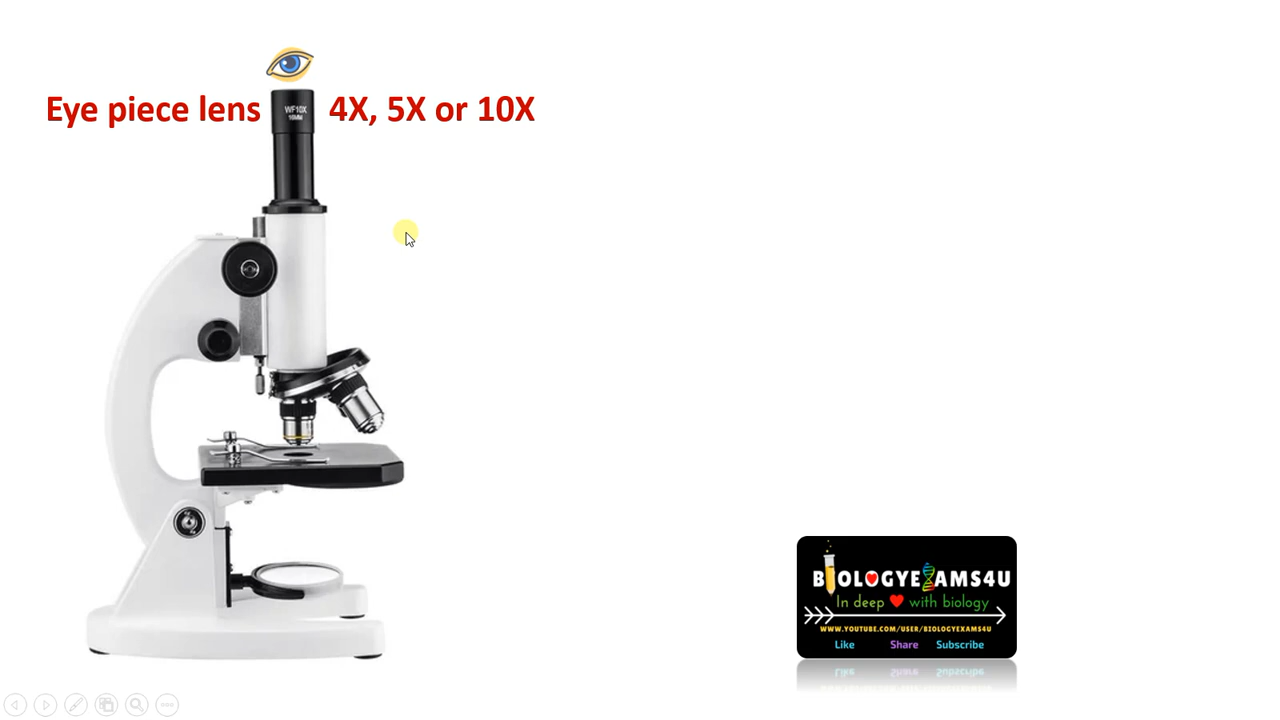 Eye piece lens
4X, 5X or 10X
WF10X
16MM
BIOLOGYEXAMS4U
In deep ❤ with biology
WWW.YOUTUBE.COM/USER/BIOLOGYEXAMS4U
Like Share Subscribe